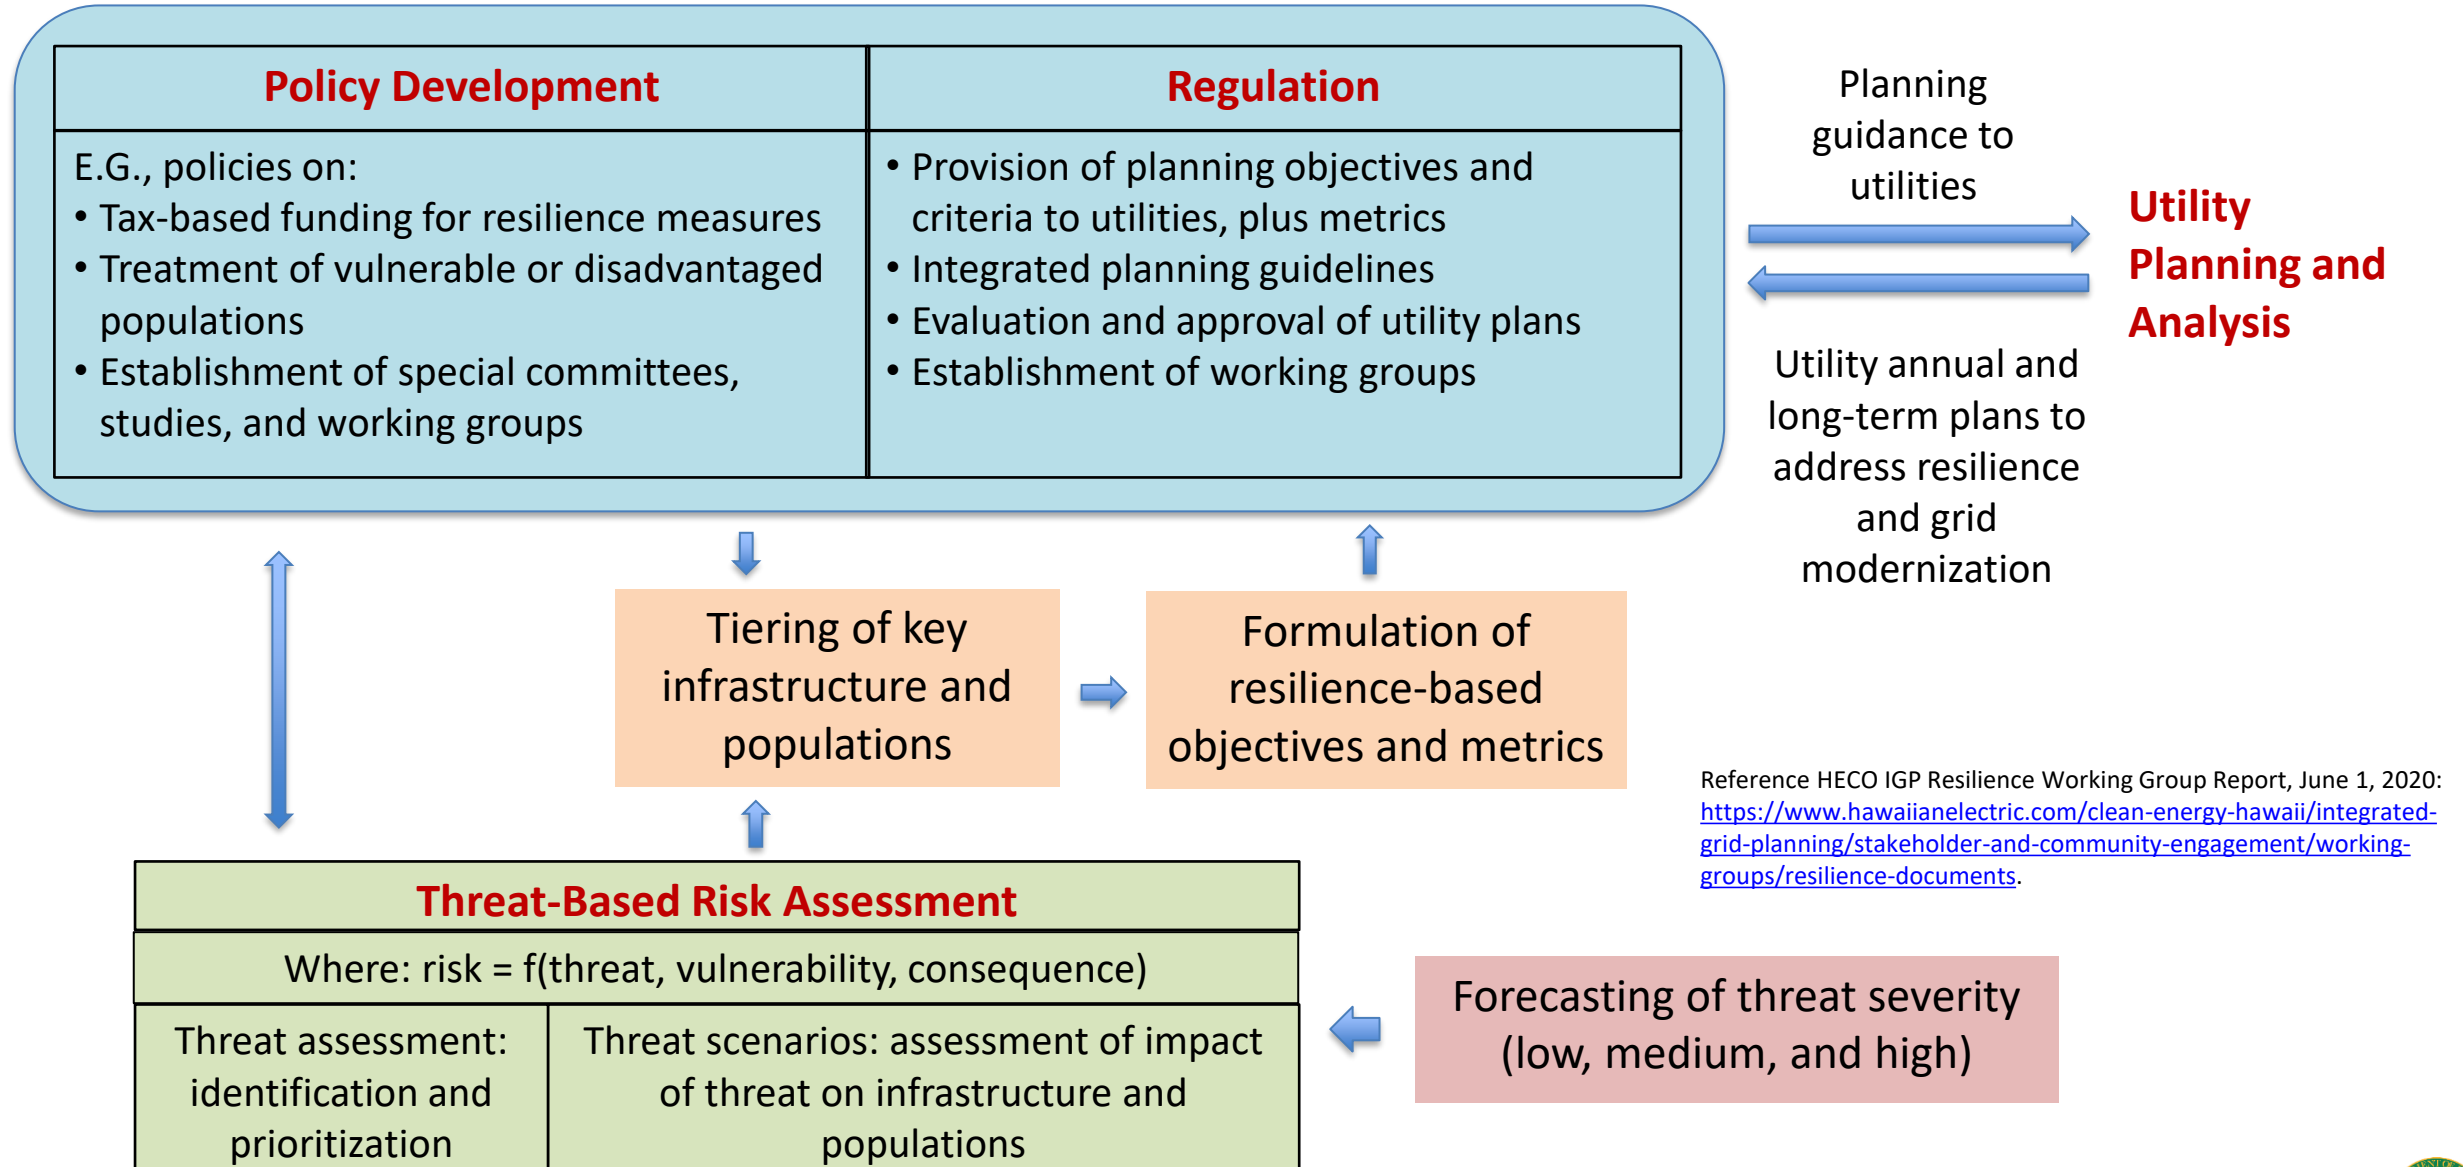 Policy Development
E.G., policies on:
• Tax-based funding for resilience measures
• Treatment of vulnerable or disadvantaged
populations
• Establishment of special committees,
studies, and working groups
Regulation
• Provision of planning objectives and
criteria to utilities, plus metrics
• Integrated planning guidelines
• Evaluation and approval of utility plans
• Establishment of working groups
Planning
guidance to
utilities
Utility
Planning and
Analysis
Utility annual and
long-term plans to
address resilience
and grid
modernization
Tiering of key
infrastructure and
populations
Formulation of
resilience-based
objectives and metrics
Reference HECO IGP Resilience Working Group Report, June 1, 2020:
https://www.hawaiianelectric.com/clean-energy-hawaii/integrated-
grid-planning/stakeholder-and-community-engagement/working-
groups/resilience-documents.
Threat-Based Risk Assessment
Where: risk = f(threat, vulnerability, consequence)
Threat assessment:
identification and
prioritization
Threat scenarios: assessment of impact
of threat on infrastructure and
populations
Forecasting of threat severity
(low, medium, and high)